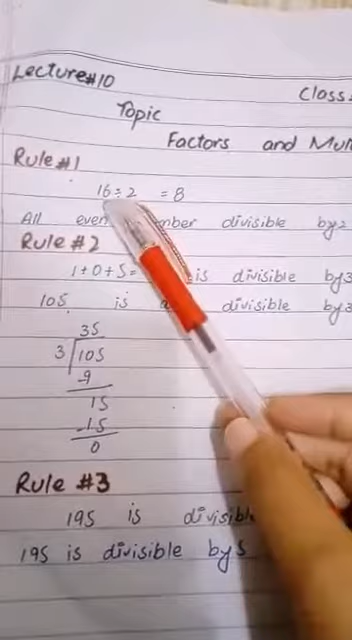 Lecture#10
Class:
Topic
Factors and Mul
Rule #1
16÷2 = 8
All even divisible by 2
Rule #2
1+0+5= is divisible by 3
105 is divisible by 3
35
3 105
9
15
15
0
Rule #3
195 is divisible
195 is divisible by 5